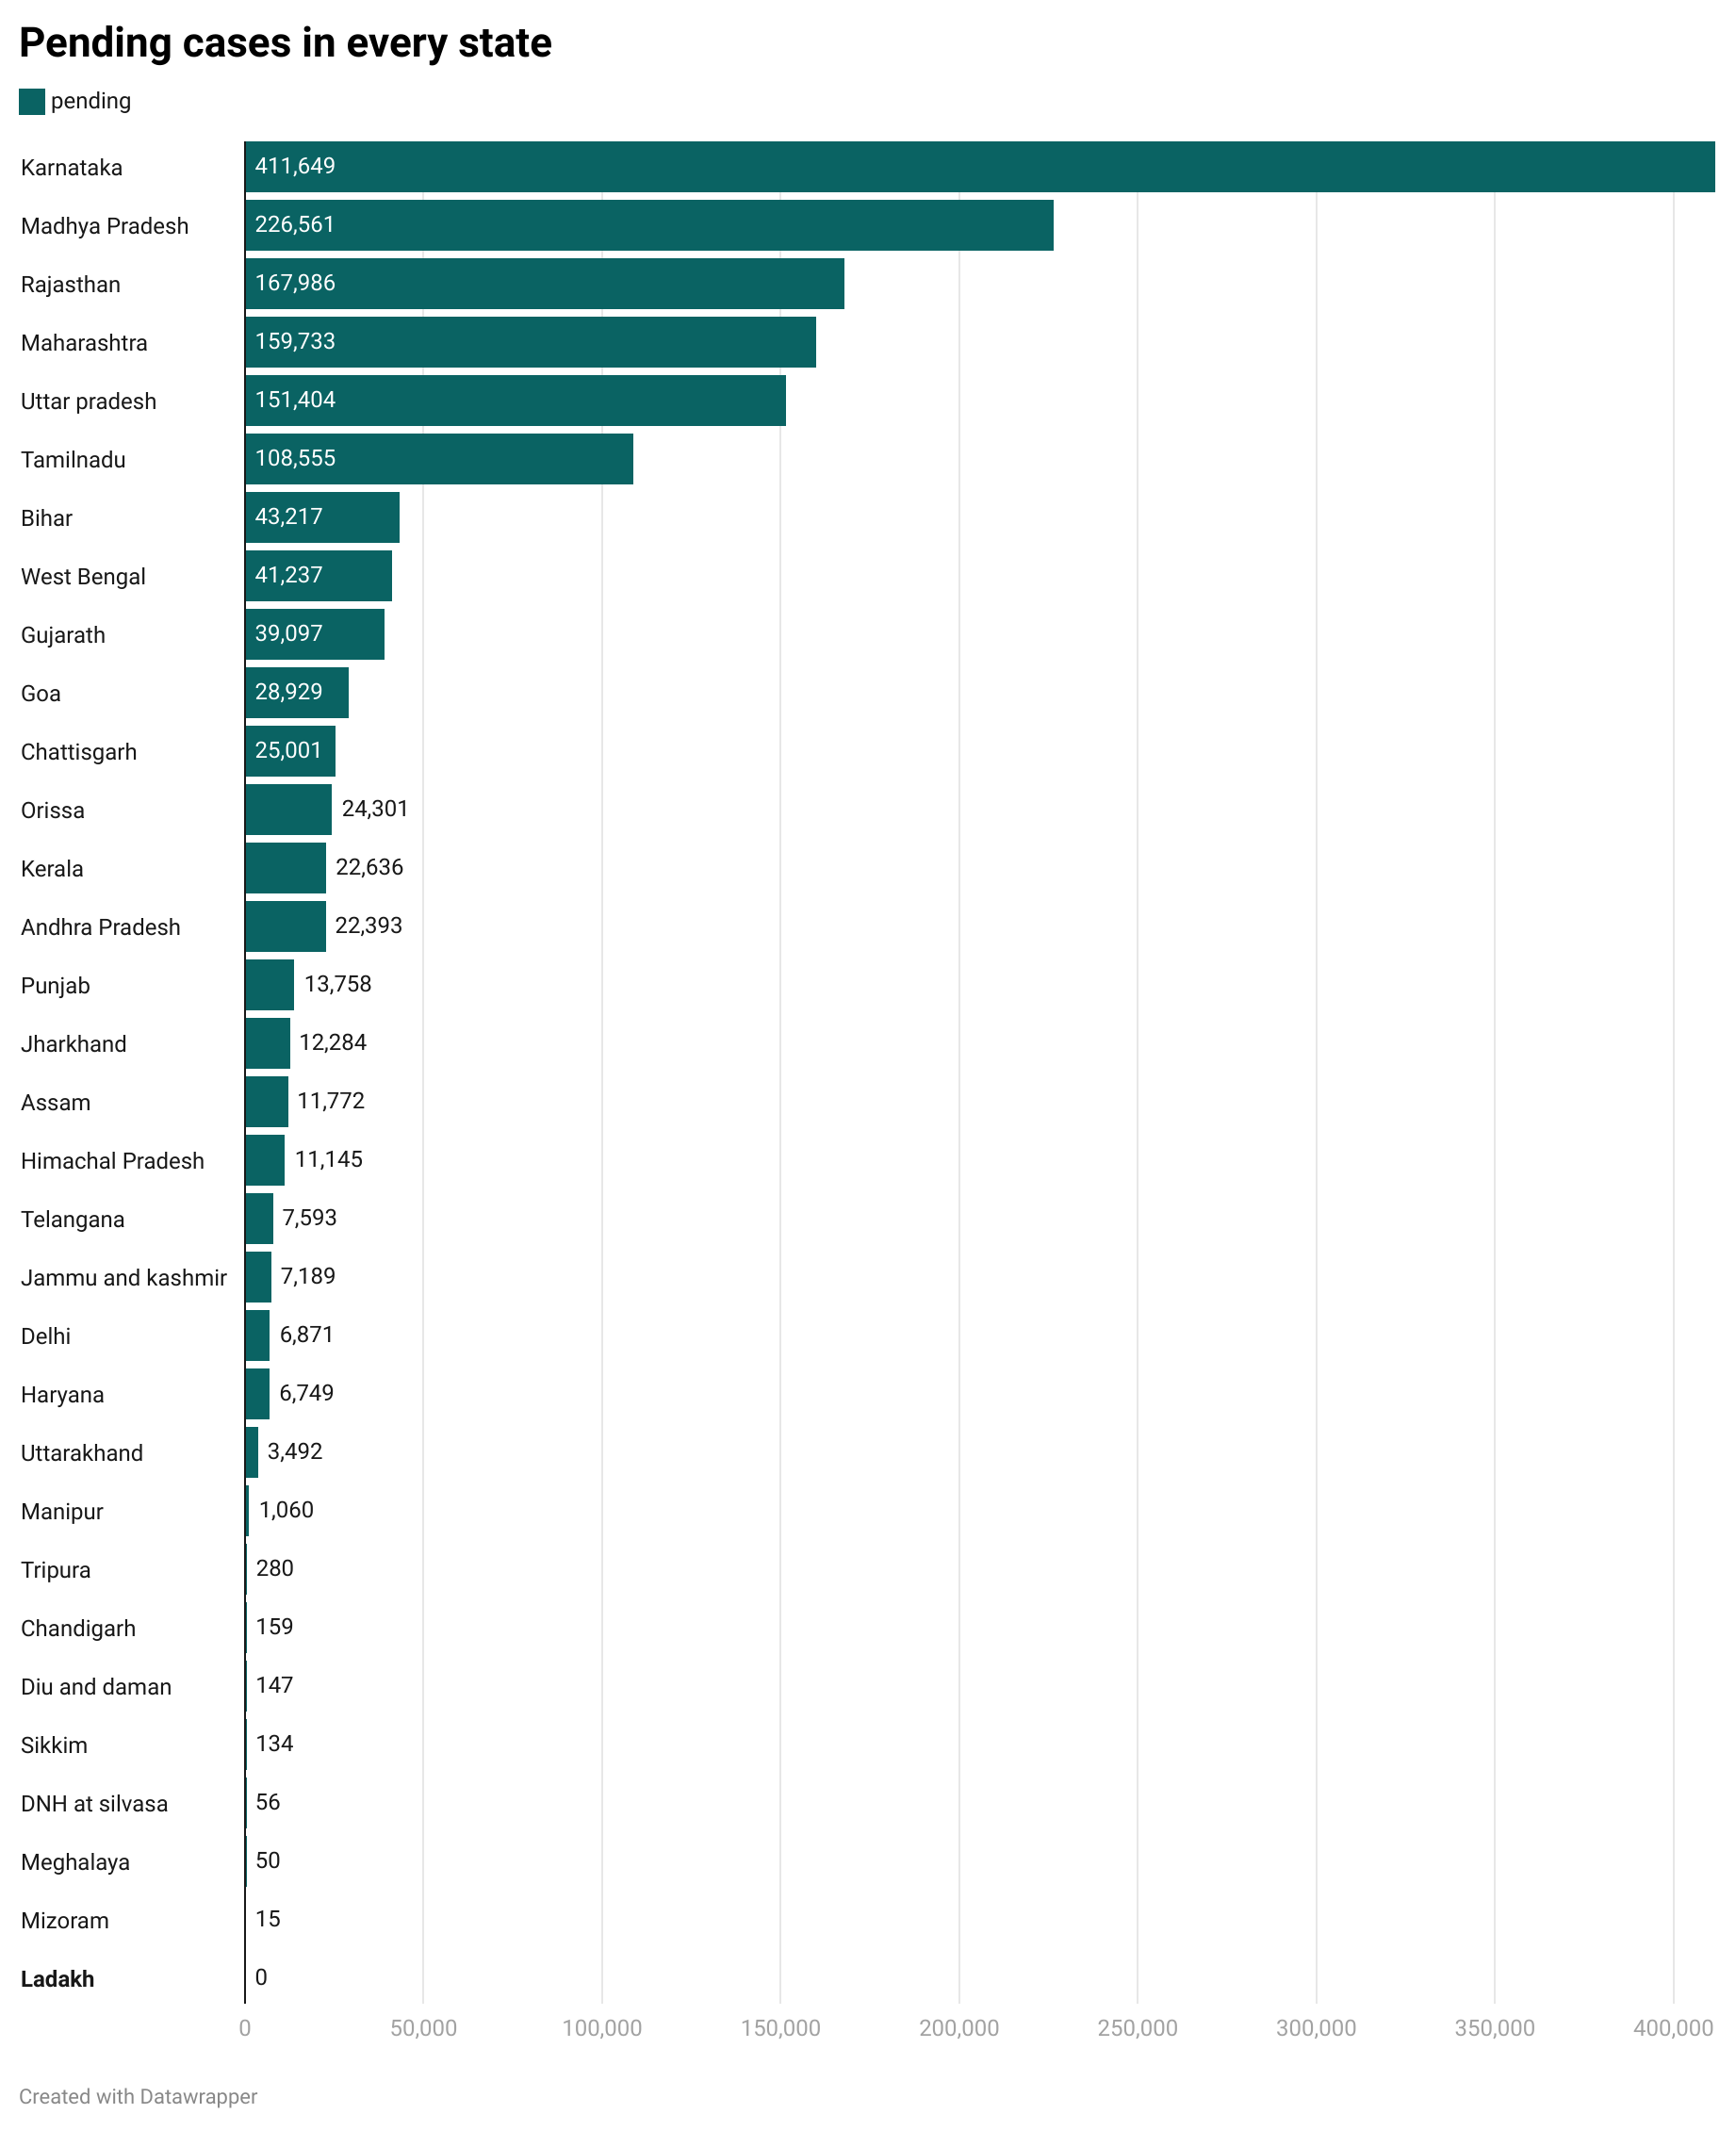 Pending cases in every state
pending
Karnataka 411,649
Madhya Pradesh 226,561
Rajasthan 167,986
Maharashtra 159,733
Uttar pradesh 151,404
Tamilnadu 108,555
Bihar 43,217
West Bengal 41,237
Gujarath 39,097
Goa 28,929
Chattisgarh 25,001
Orissa 24,301
Kerala 22,636
Andhra Pradesh 22,393
Punjab 13,758
Jharkhand 12,284
Assam 11,772
Himachal Pradesh 11,145
Telangana 7,593
Jammu and kashmir 7,189
Delhi 6,871
Haryana 6,749
Uttarakhand 3,492
Manipur 1,060
Tripura 280
Chandigarh 159
Diu and daman 147
Sikkim 134
DNH at silvasa 56
Meghalaya 50
Mizoram 15
Ladakh 0
0 50,000 100,000 150,000 200,000 250,000 300,000 350,000 400,000
Created with Datawrapper